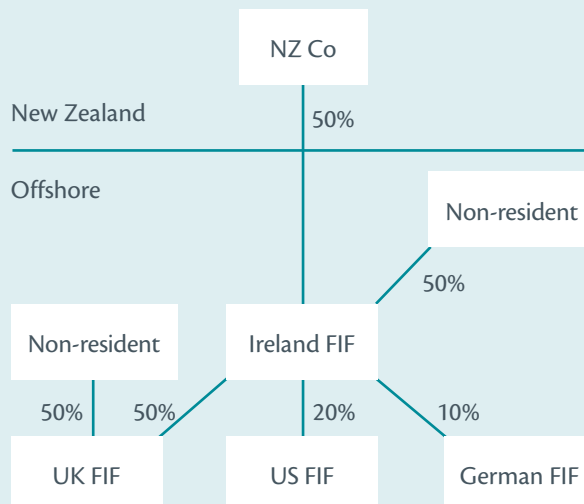 NZ Co
New Zealand
50%
Offshore
Non-resident
50%
Non-resident
Ireland FIF
50%
50%
20%
10%
UK FIF
US FIF
German FIF